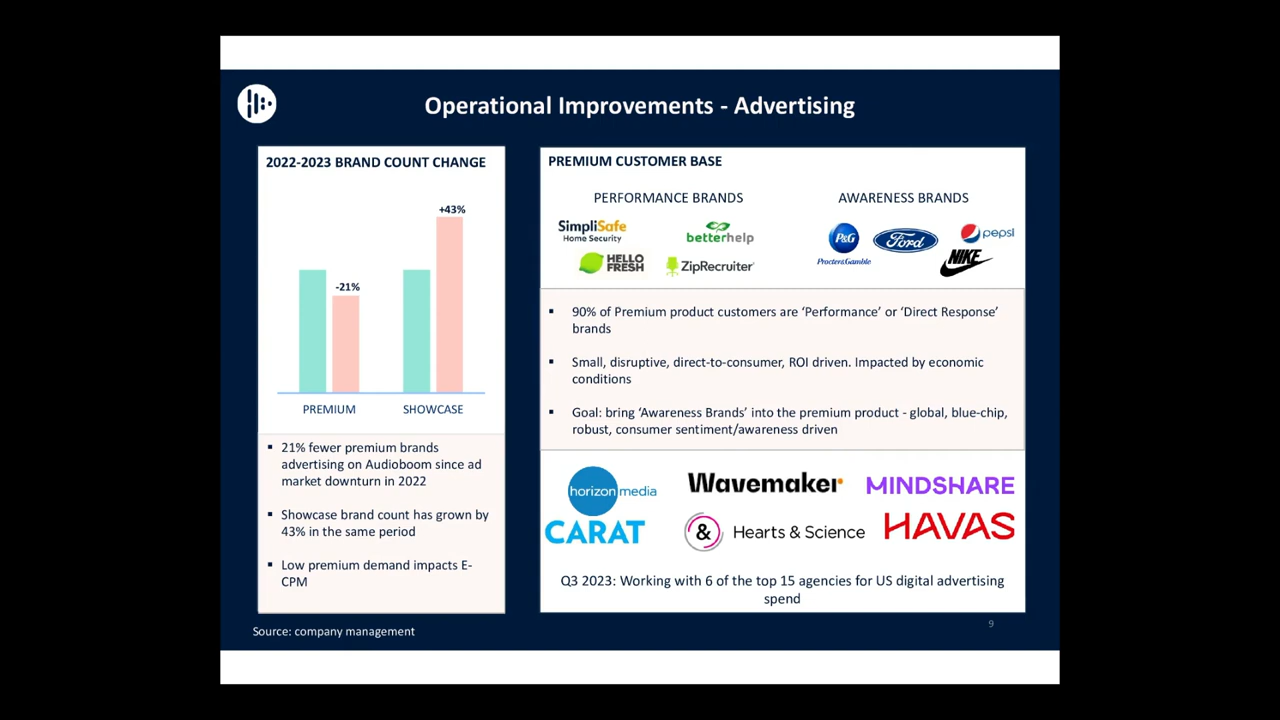 Operational Improvements - Advertising
2022-2023 BRAND COUNT CHANGE
+43%
-21%
PREMIUM
SHOWCASE
▪ 21% fewer premium brands
advertising on Audioboom since ad
market downturn in 2022
▪ Showcase brand count has grown by
43% in the same period
▪ Low premium demand impacts E-
CPM
PREMIUM CUSTOMER BASE
PERFORMANCE BRANDS
SimpliSafe
Home Security
betterhelp
HELLO
FRESH
ZipRecruiter
AWARENESS BRANDS
P&G
Procter&Gamble
Ford
pepsi
NIKE
▪ 90% of Premium product customers are ‘Performance’ or ‘Direct Response’
brands
▪ Small, disruptive, direct-to-consumer, ROI driven. Impacted by economic
conditions
▪ Goal: bring ‘Awareness Brands’ into the premium product - global, blue-chip,
robust, consumer sentiment/awareness driven
horizon media
Wavemaker
MINDSHARE
CARAT
& Hearts & Science
HAVAS
Q3 2023: Working with 6 of the top 15 agencies for US digital advertising
spend
Source: company management
9